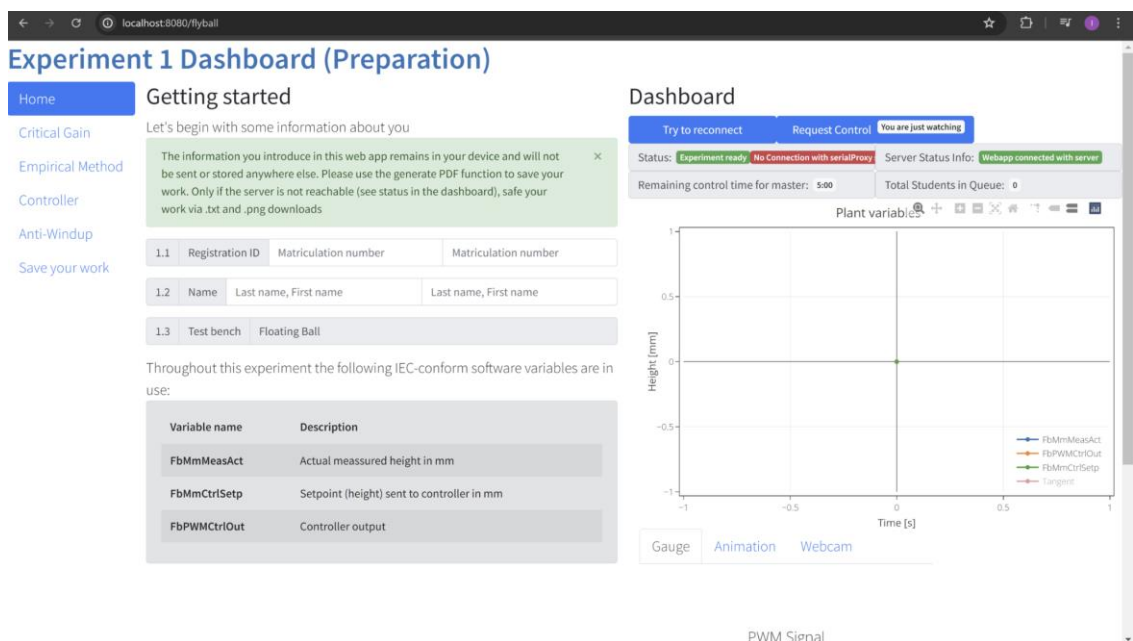 localhost:8080/flyball
Experiment 1 Dashboard (Preparation)
Home
Critical Gain
Empirical Method
Controller
Anti-Windup
Save your work
Getting started
Let's begin with some information about you
The information you introduce in this web app remains in your device and will not
be sent or stored anywhere else. Please use the generate PDF function to save your
work. Only if the server is not reachable (see status in the dashboard), safe your
work via .txt and .png downloads
×
1.1 Registration ID Matriculation number Matriculation number
1.2 Name Last name, First name Last name, First name
1.3 Test bench Floating Ball
Throughout this experiment the following IEC-conform software variables are in
use:
Variable name Description
FbMmMeasAct Actual meassured height in mm
FbMmCtrlSetp Setpoint (height) sent to controller in mm
FbPWMCtrlOut Controller output
Dashboard
Try to reconnect Request Control You are just watching
Status: Experiment ready No Connection with serialProxy Server Status Info: Webapp connected with server
Remaining control time for master: 5:00 Total Students in Queue: 0
Plant variables
Height [mm]
1
0.5
0
−0.5
−1
FbMmMeasAct
FbPWMCtrlOut
FbMmCtrlSetp
Tangent
−1 −0.5 0 0.5 1
Time [s]
Gauge Animation Webcam
PWM Signal